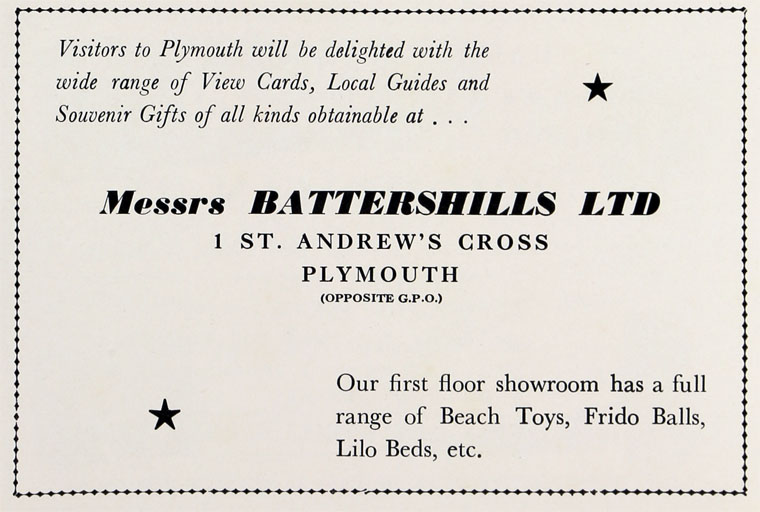 Visitors to Plymouth will be delighted with the
wide range of View Cards, Local Guides and
Souvenir Gifts of all kinds obtainable at . . .
Messrs BATTERSHILLS LTD
1 ST. ANDREW'S CROSS
PLYMOUTH
(OPPOSITE G.P.O.)
Our first floor showroom has a full
range of Beach Toys, Frido Balls,
Lilo Beds, etc.